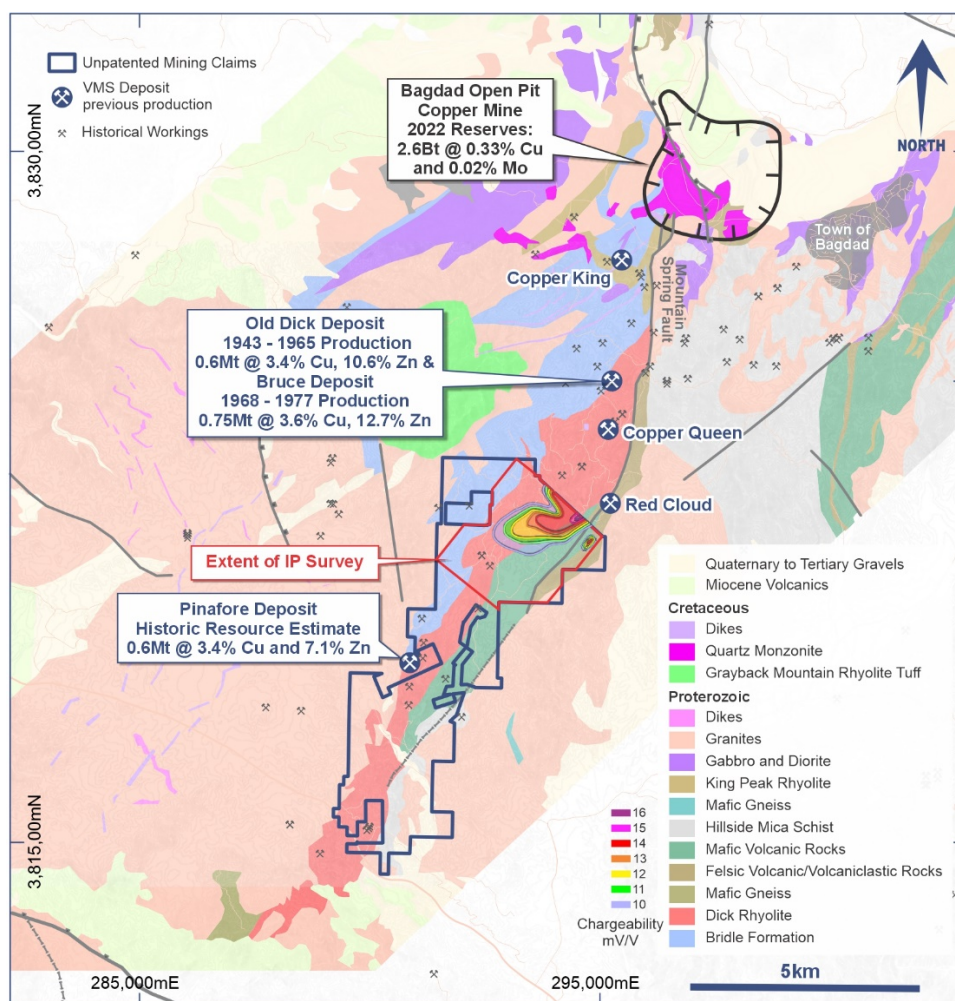 Unpatented Mining Claims
VMS Deposit
previous production
Historical Workings
Bagdad Open Pit
Copper Mine
2022 Reserves:
2.6Bt @ 0.33% Cu
and 0.02% Mo
NORTH
3,830,00mN
Town of
Bagdad
Copper King
Mountain
Spring Fault
Old Dick Deposit
1943 - 1965 Production
0.6Mt @ 3.4% Cu, 10.6% Zn &
Bruce Deposit
1968 - 1977 Production
0.75Mt @ 3.6% Cu, 12.7% Zn
Copper Queen
Red Cloud
Extent of IP Survey
Pinafore Deposit
Historic Resource Estimate
0.6Mt @ 3.4% Cu and 7.1% Zn
Quaternary to Tertiary Gravels
Miocene Volcanics
Cretaceous
Dikes
Quartz Monzonite
Grayback Mountain Rhyolite Tuff
Proterozoic
Dikes
Granites
Gabbro and Diorite
King Peak Rhyolite
Mafic Gneiss
Hillside Mica Schist
Mafic Volcanic Rocks
Felsic Volcanic/Volcaniclastic Rocks
Mafic Gneiss
Dick Rhyolite
Bridle Formation
16
15
14
13
12
11
10
Chargeability
mV/V
3,815,00mN
285,000mE
295,000mE
5km